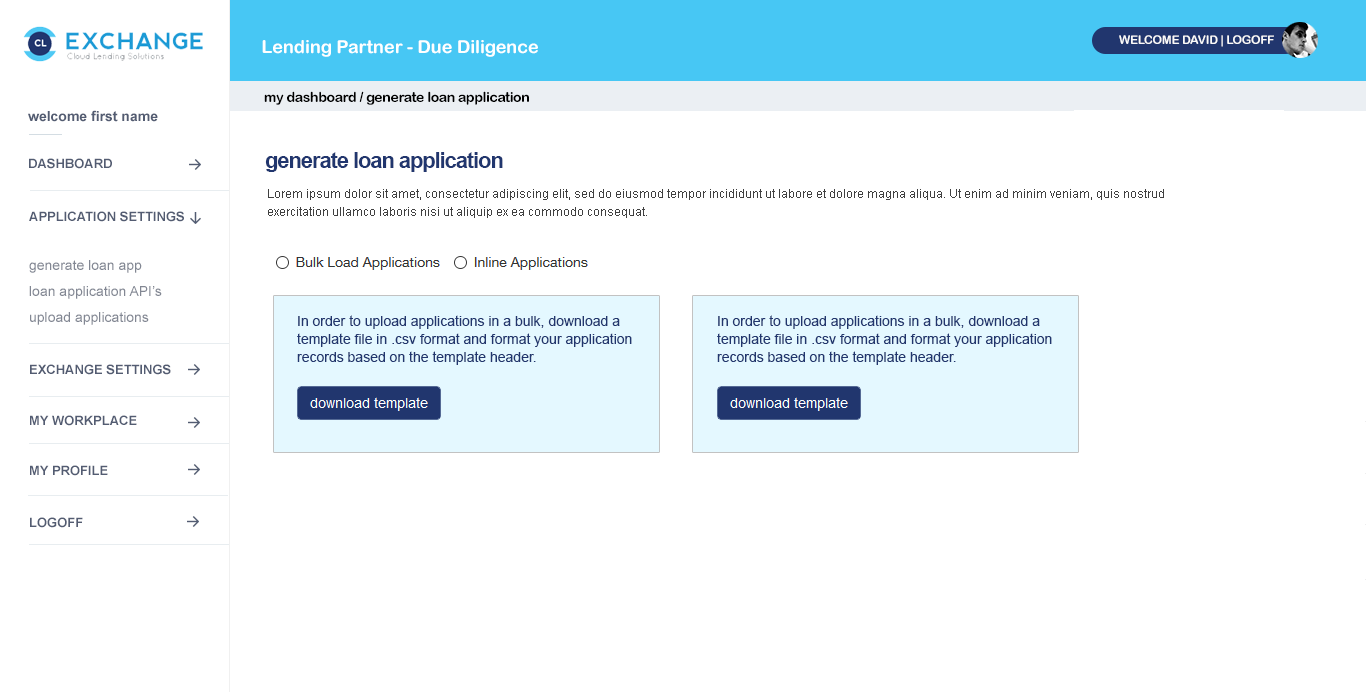 CL EXCHANGE
Cloud Lending Solutions
Lending Partner - Due Diligence
WELCOME DAVID | LOGOFF
my dashboard / generate loan application
welcome first name
DASHBOARD
APPLICATION SETTINGS
generate loan app
loan application API’s
upload applications
EXCHANGE SETTINGS
MY WORKPLACE
MY PROFILE
LOGOFF
generate loan application
Lorem ipsum dolor sit amet, consectetur adipiscing elit, sed do eiusmod tempor incididunt ut labore et dolore magna aliqua. Ut enim ad minim veniam, quis nostrud
exercitation ullamco laboris nisi ut aliquip ex ea commodo consequat.
Bulk Load Applications Inline Applications
In order to upload applications in a bulk, download a
template file in .csv format and format your application
records based on the template header.
download template
In order to upload applications in a bulk, download a
template file in .csv format and format your application
records based on the template header.
download template